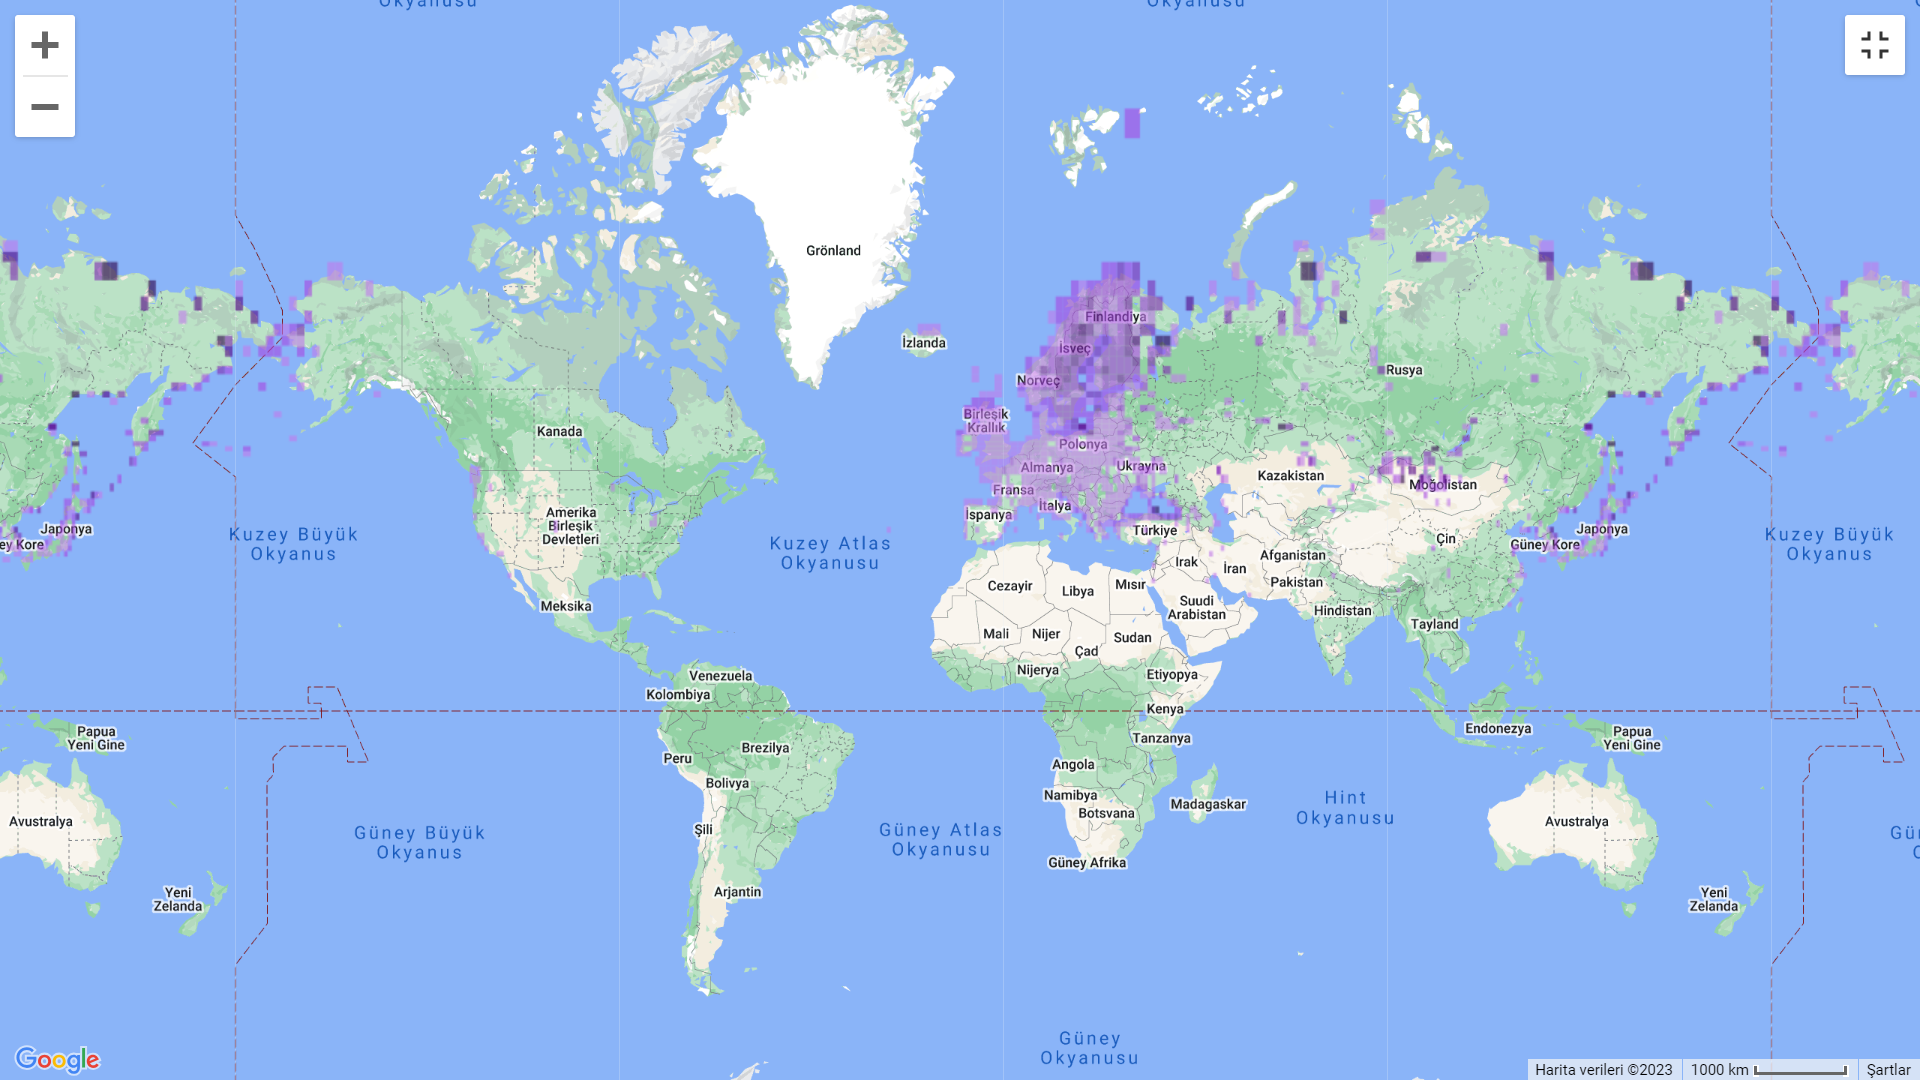 Okyanusu
Okyanusu
Grönland
Finlandiya
İzlanda
İsveç
Norveç
Rusya
Birleşik
Krallık
Kanada
Polonya
Almanya
Ukrayna
Kazakistan
Moğolistan
Fransa
İtalya
İspanya
Türkiye
Amerika
Birleşik
Devletleri
Japonya
ey Kore
Kuzey Büyük
Okyanus
Kuzey Atlas
Okyanusu
Çin
Güney Kore
Japonya
Kuzey Büyük
Okyanus
Afganistan
Irak
İran
Pakistan
Cezayir
Libya
Mısır
Suudi
Arabistan
Hindistan
Meksika
Mali
Nijer
Sudan
Tayland
Çad
Nijerya
Etiyopya
Venezuela
Kolombiya
Kenya
Papua
Yeni Gine
Brezilya
Peru
Tanzanya
Endonezya
Papua
Yeni Gine
Angola
Bolivya
Namibya
Botsvana
Madagaskar
Hint
Okyanusu
Avustralya
Güney Büyük
Okyanus
Şili
Güney Atlas
Okyanusu
Avustralya
Güney Afrika
Yeni
Zelanda
Arjantin
Yeni
Zelanda
Güney
Okyanusu
Google
Harita verileri ©2023
1000 km
Şartlar